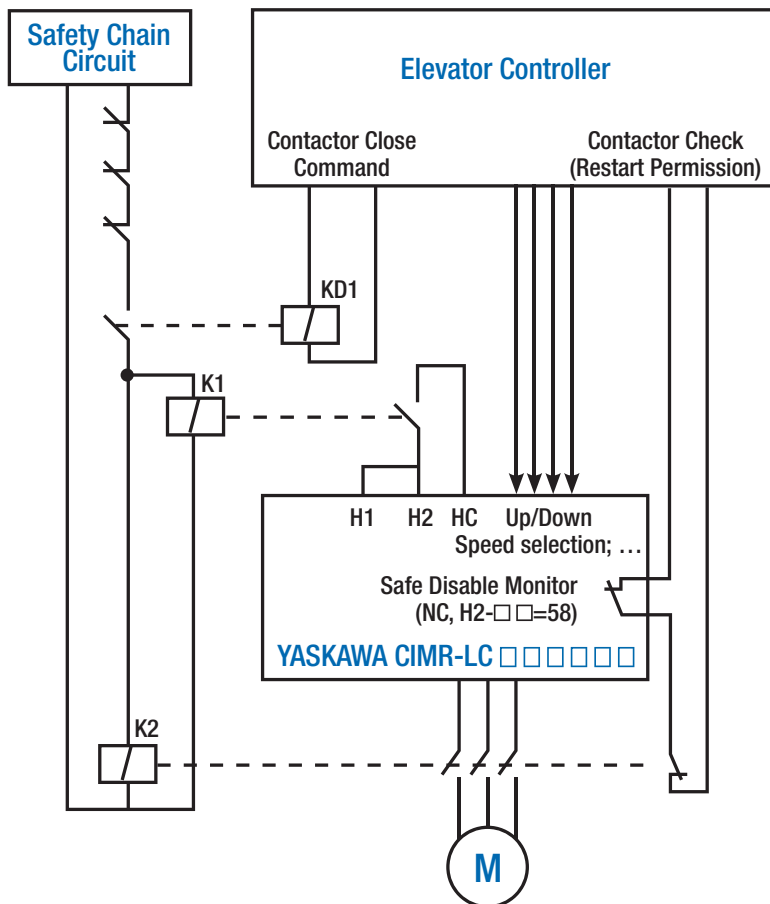 Safety Chain
Circuit
Elevator Controller
Contactor Close
Command
Contactor Check
(Restart Permission)
KD1
K1
H1 H2 HC Up/Down
Speed selection; …
Safe Disable Monitor
(NC, H2-□ □=58)
YASKAWA CIMR-LC □□□□□□
K2
M